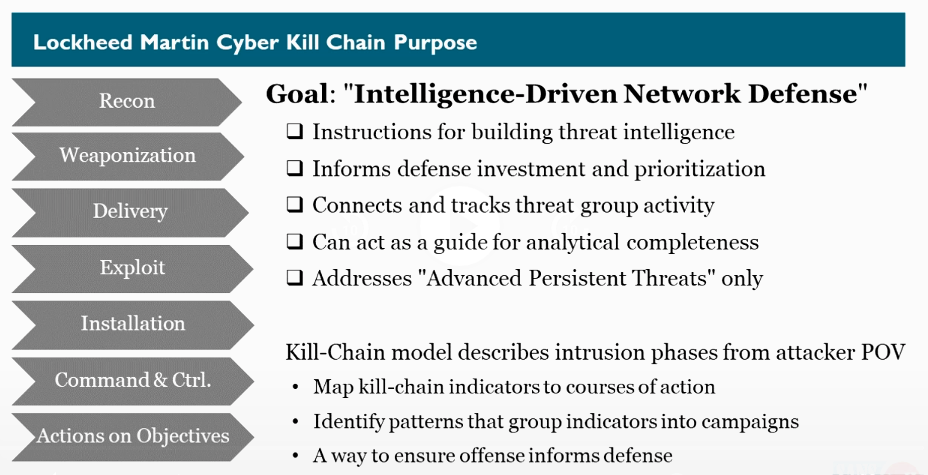 Lockheed Martin Cyber Kill Chain Purpose
Recon
Weaponization
Delivery
Exploit
Installation
Command & Ctrl.
Actions on Objectives
Goal: "Intelligence-Driven Network Defense"
❑ Instructions for building threat intelligence
❑ Informs defense investment and prioritization
❑ Connects and tracks threat group activity
❑ Can act as a guide for analytical completeness
❑ Addresses "Advanced Persistent Threats" only
Kill-Chain model describes intrusion phases from attacker POV
• Map kill-chain indicators to courses of action
• Identify patterns that group indicators into campaigns
• A way to ensure offense informs defense